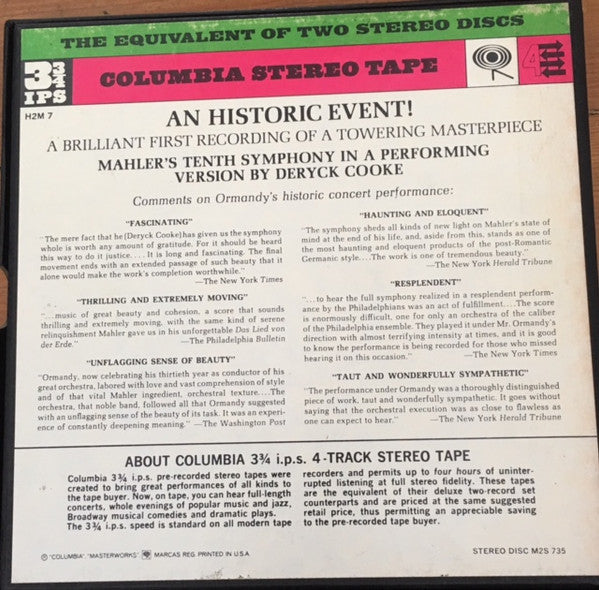 THE EQUIVALENT OF TWO STEREO DISCS
3 3/4 IPS
COLUMBIA STEREO TAPE
4
H2M 7
AN HISTORIC EVENT!
A BRILLIANT FIRST RECORDING OF A TOWERING MASTERPIECE
MAHLER'S TENTH SYMPHONY IN A PERFORMING
VERSION BY DERYCK COOKE
Comments on Ormandy's historic concert performance:
"FASCINATING"
"The mere fact that he [Deryck Cooke] has given us the symphony
whole is worth any amount of gratitude. For it should be heard
this way to do it justice.... It is long and fascinating. The final
movement ends with an extended passage of such beauty that it
alone would make the work's completion worthwhile."
—The New York Times
"THRILLING AND EXTREMELY MOVING"
"...music of great beauty and cohesion, a score that sounds
thrilling and extremely moving, with the same kind of serene
relinquishment Mahler gave us in his unforgettable Das Lied von
der Erde." —The Philadelphia Bulletin
"UNFLAGGING SENSE OF BEAUTY"
"Ormandy, now celebrating his thirtieth year as conductor of his
great orchestra, labored with love and vast comprehension of style
and of that vital Mahler ingredient, orchestral texture....The
orchestra, that noble band, followed all that Ormandy suggested
with an unflagging sense of the beauty of its task. It was an experi-
ence of constantly deepening meaning." —The Washington Post
"HAUNTING AND ELOQUENT"
"The symphony sheds all kinds of new light on Mahler's state of
mind at the end of his life, and, aside from this, stands as one of
the most haunting and eloquent products of the post-Romantic
Germanic style....The work is one of tremendous beauty."
—The New York Herald Tribune
"RESPLENDENT"
"...to hear the full symphony realized in a resplendent perform-
ance by the Philadelphians was an act of fulfillment....The score
is enormously difficult, one for only an orchestra of the caliber
of the Philadelphia ensemble. They played it under Mr. Ormandy's
direction with almost terrifying intensity at times, and it is good
to know the performance is being recorded for those who missed
hearing it on this occasion." —The New York Times
"TAUT AND WONDERFULLY SYMPATHETIC"
"The performance under Ormandy was a thoroughly distinguished
piece of work, taut and wonderfully sympathetic. It goes without
saying that the orchestral execution was as close to flawless as
one can expect to hear." —The New York Herald Tribune
ABOUT COLUMBIA 3¾ i.p.s. 4-TRACK STEREO TAPE
Columbia 3¾ i.p.s. pre-recorded stereo tapes were
created to bring great performances of all kinds to
the tape buyer. Now, on tape, you can hear full-length
concerts, whole evenings of popular music and jazz,
Broadway musical comedies and dramatic plays.
The 3¾ i.p.s. speed is standard on all modern tape
recorders and permits up to four hours of uninter-
rupted listening at full stereo fidelity. These tapes
are the equivalent of their deluxe two-record set
counterparts and are priced at the same suggested
retail price, thus permitting an appreciable saving
to the pre-recorded tape buyer.
© "COLUMBIA" "MASTERWORKS" MARCAS REG. PRINTED IN U.S.A.
STEREO DISC M2S 735